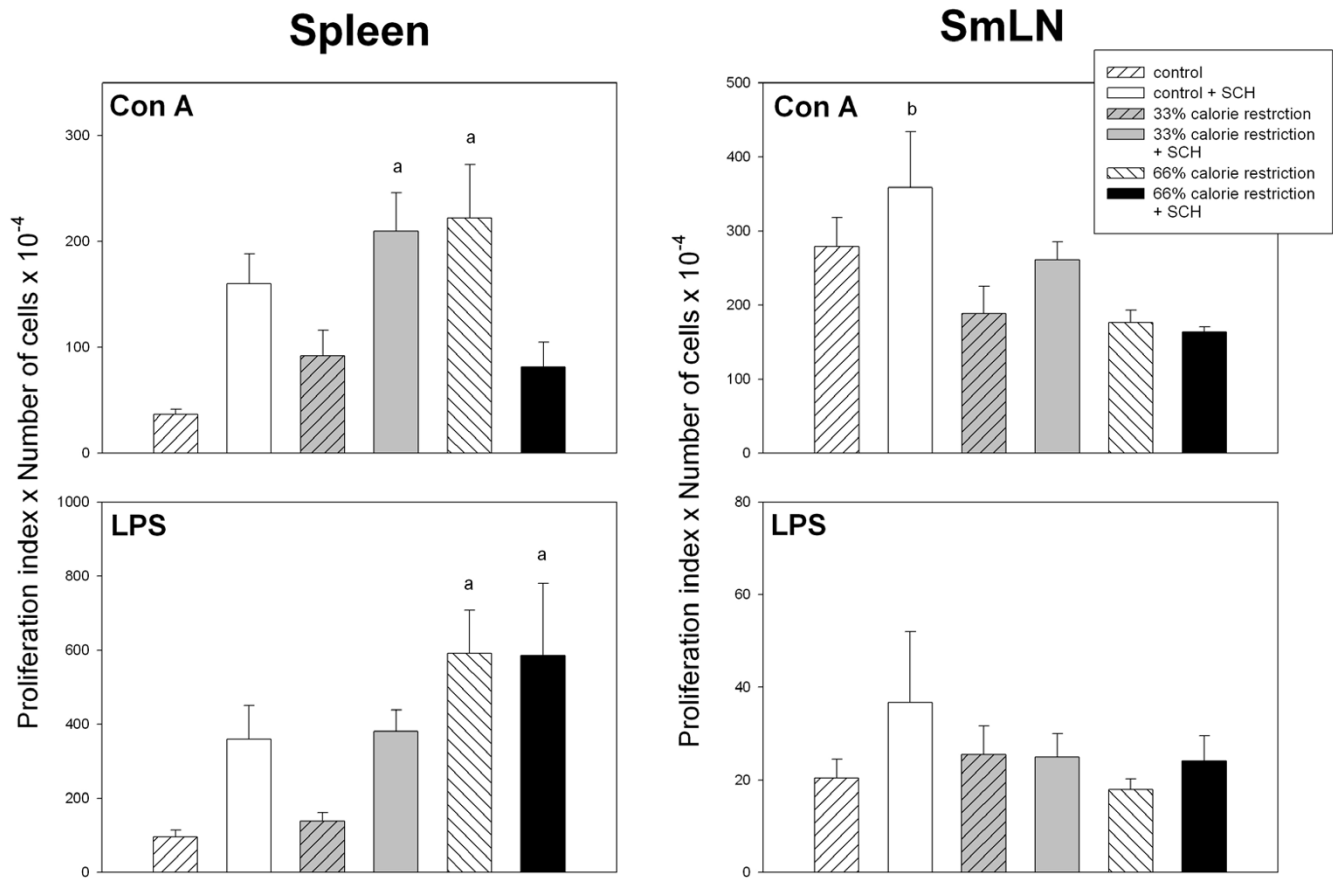 Spleen
SmLN
Proliferation index x Number of cells x 10-4
Con A
a
a
300
200
100
0
LPS
a
a
1000
800
600
400
200
0
Proliferation index x Number of cells x 10-4
Con A
b
500
400
300
200
100
0
control
control + SCH
33% calorie restrction
33% calorie restrction
+ SCH
66% calorie restriction
66% calorie restriction
+ SCH
LPS
80
60
40
20
0